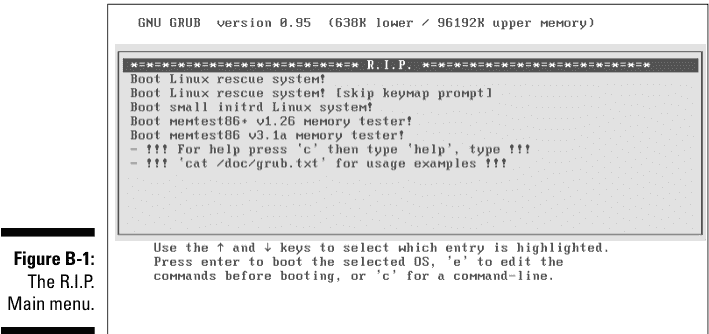 GNU GRUB version 0.95 (638K lower / 96192K upper memory)
*=*=*=*=*=*=*=*=*=*=*=*=*=* R.I.P. *=*=*=*=*=*=*=*=*=*=*=*=*=*
Boot Linux rescue system!
Boot Linux rescue system! [skip keymap prompt]
Boot small initrd Linux system!
Boot memtest86+ v1.26 memory tester!
Boot memtest86 v3.1a memory tester!
- !!! For help press 'c' then type 'help', type !!!
- !!! 'cat /doc/grub.txt' for usage examples !!!
Use the ↑ and ↓ keys to select which entry is highlighted.
Press enter to boot the selected OS, 'e' to edit the
commands before booting, or 'c' for a command-line.
Figure B-1:
The R.I.P.
Main menu.